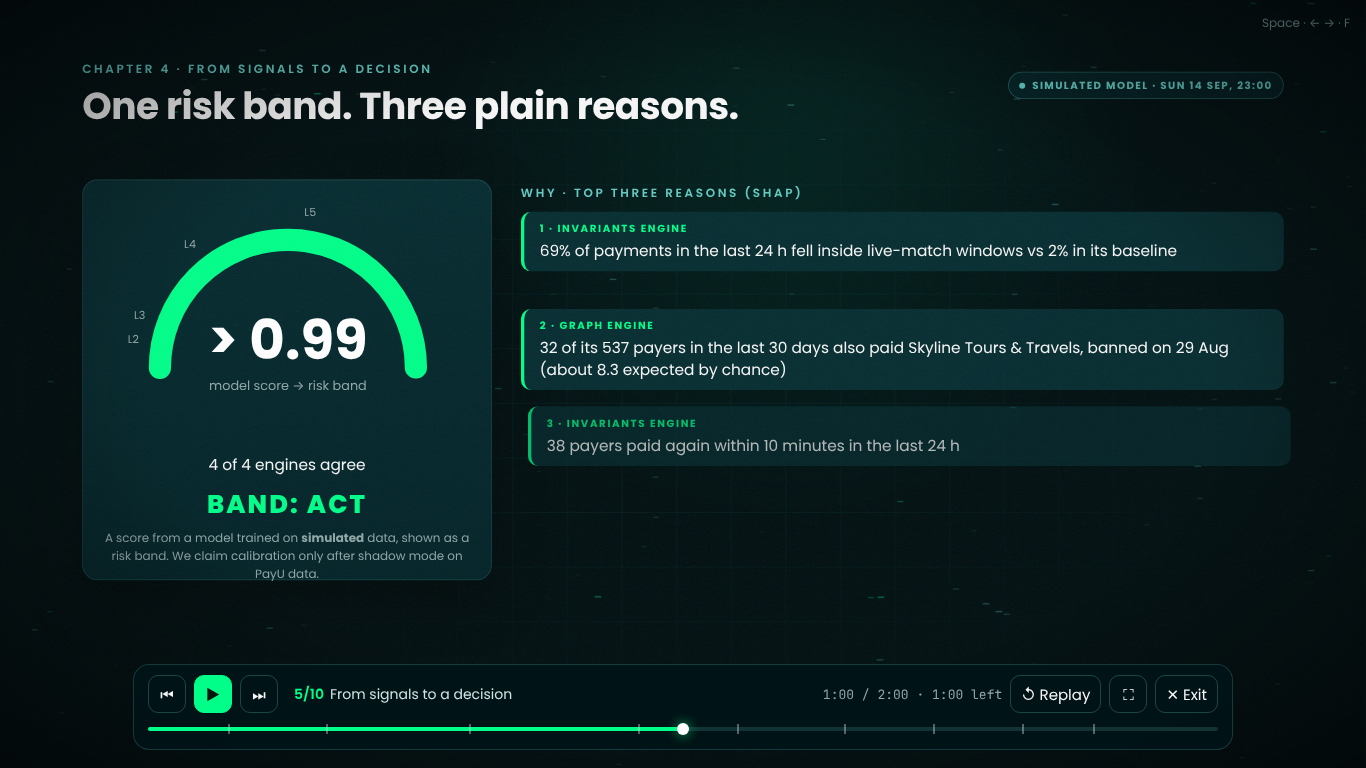 Space · ← → · F
CHAPTER 4 · FROM SIGNALS TO A DECISION
One risk band. Three plain reasons.
SIMULATED MODEL · SUN 14 SEP, 23:00
L5
L4
L3
L2
> 0.99
model score → risk band
4 of 4 engines agree
BAND: ACT
A score from a model trained on simulated data, shown as a
risk band. We claim calibration only after shadow mode on
PayU data.
WHY · TOP THREE REASONS (SHAP)
1 · INVARIANTS ENGINE
69% of payments in the last 24 h fell inside live-match windows vs 2% in its baseline
2 · GRAPH ENGINE
32 of its 537 payers in the last 30 days also paid Skyline Tours & Travels, banned on 29 Aug
(about 8.3 expected by chance)
3 · INVARIANTS ENGINE
38 payers paid again within 10 minutes in the last 24 h
5/10 From signals to a decision
1:00 / 2:00 · 1:00 left
Replay
✕ Exit